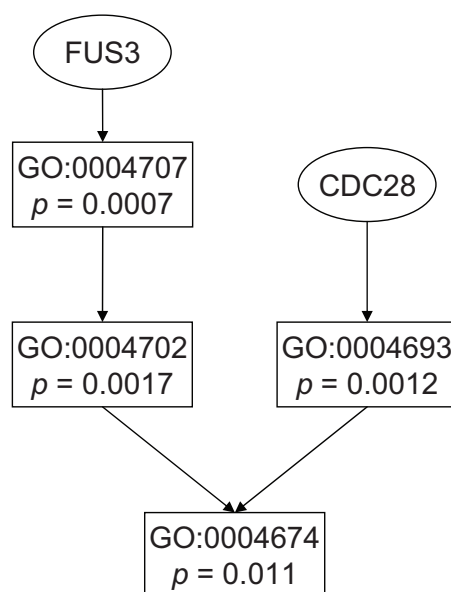 FUS3
GO:0004707
p = 0.0007
CDC28
GO:0004702
p = 0.0017
GO:0004693
p = 0.0012
GO:0004674
p = 0.011